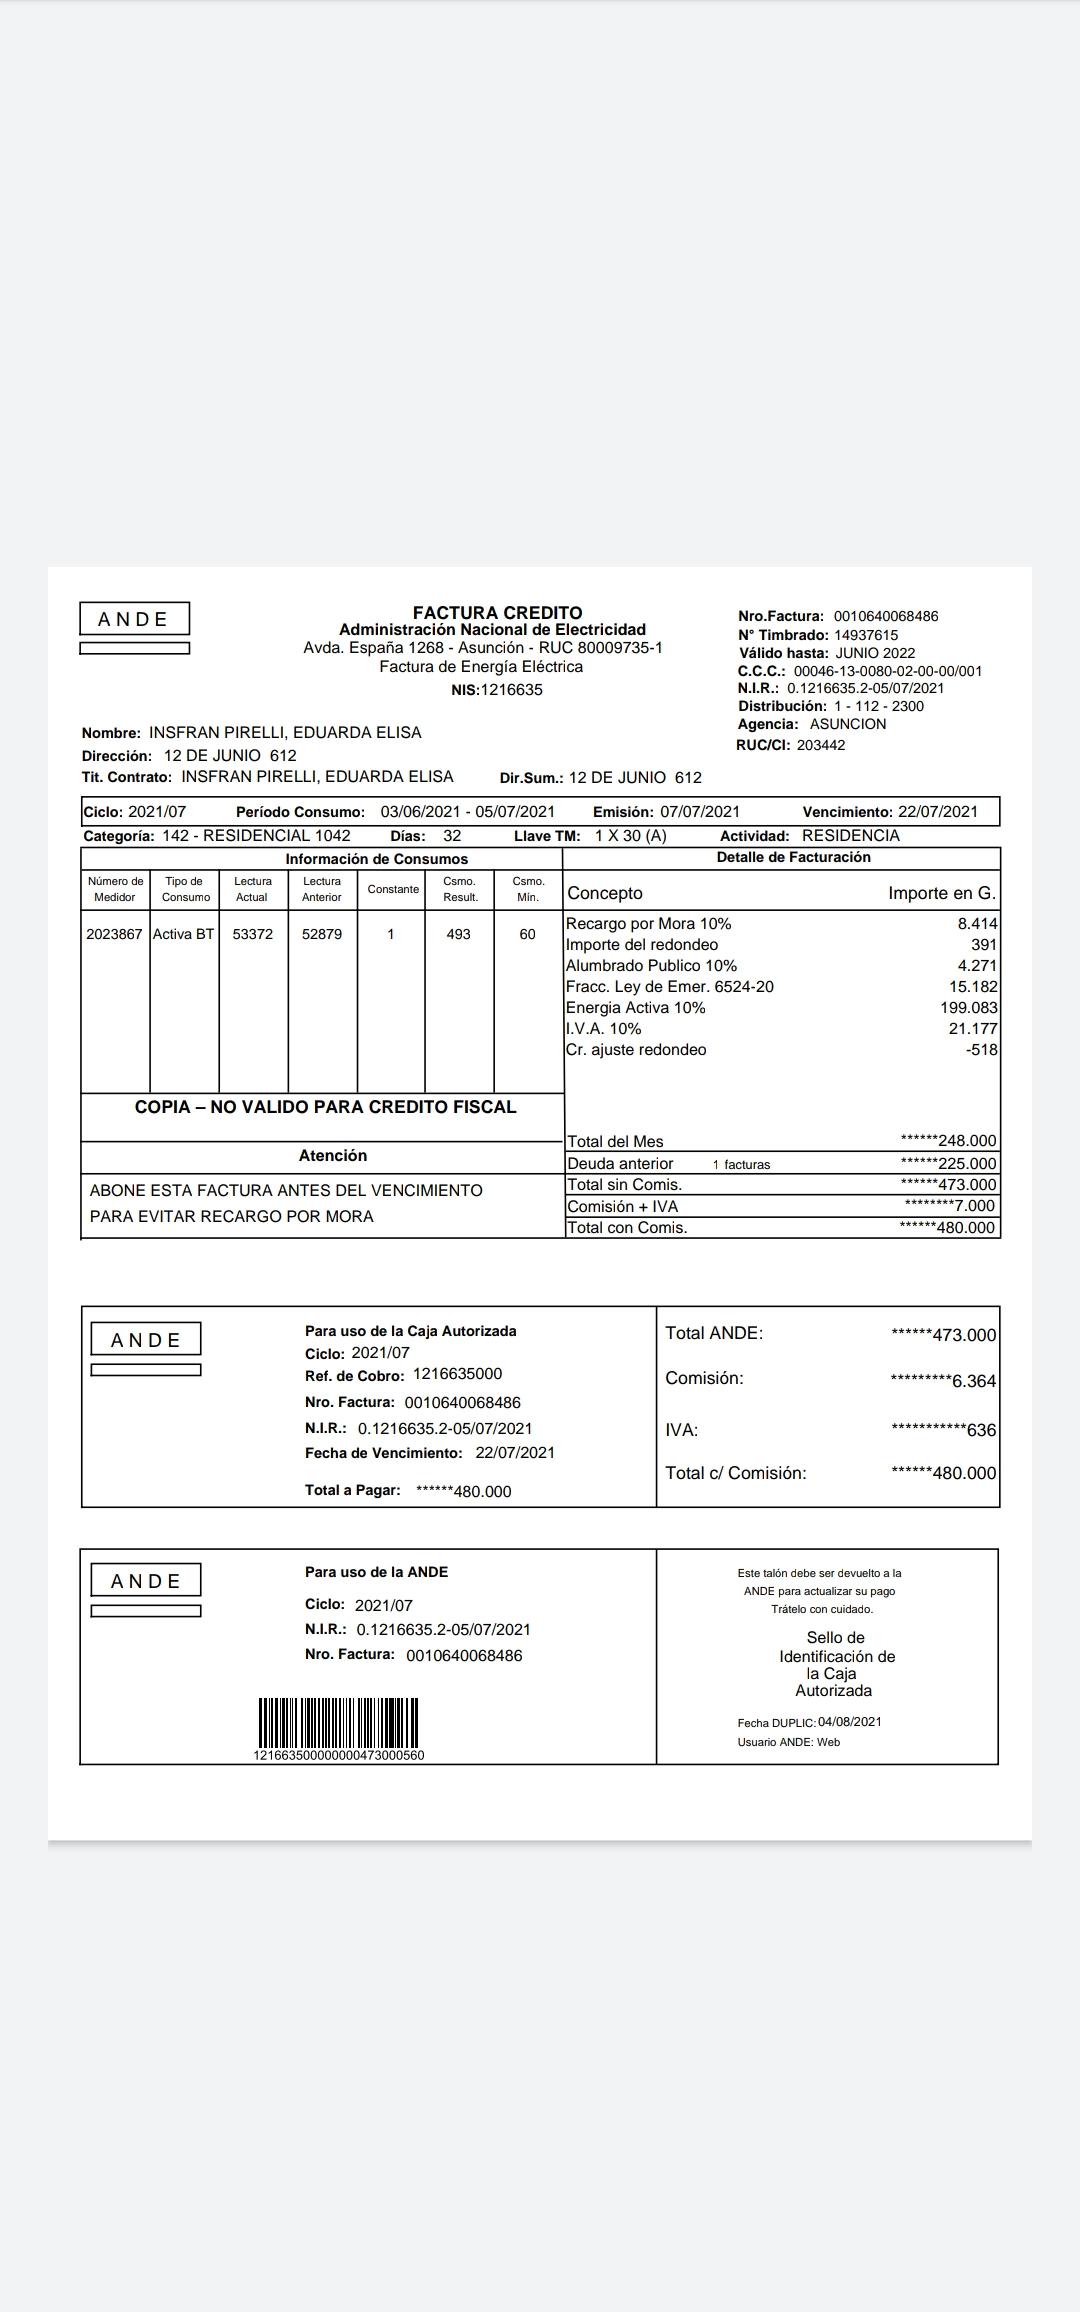 ANDE
FACTURA CREDITO
Administración Nacional de Electricidad
Avda. España 1268 - Asunción - RUC 80009735-1
Factura de Energía Eléctrica
NIS:1216635
Nro.Factura: 0010640068486
N° Timbrado: 14937615
Válido hasta: JUNIO 2022
C.C.C.: 00046-13-0080-02-00-00/001
N.I.R.: 0.1216635.2-05/07/2021
Distribución: 1 - 112 - 2300
Agencia: ASUNCION
RUC/CI: 203442
Nombre: INSFRAN PIRELLI, EDUARDA ELISA
Dirección: 12 DE JUNIO 612
Tit. Contrato: INSFRAN PIRELLI, EDUARDA ELISA Dir.Sum.: 12 DE JUNIO 612
Ciclo: 2021/07 Período Consumo: 03/06/2021 - 05/07/2021 Emisión: 07/07/2021 Vencimiento: 22/07/2021
Categoría: 142 - RESIDENCIAL 1042 Días: 32 Llave TM: 1 X 30 (A) Actividad: RESIDENCIA
Información de Consumos
Número de Medidor Tipo de Consumo Lectura Actual Lectura Anterior Constante Csmo. Result. Csmo. Mín.
2023867 Activa BT 53372 52879 1 493 60
COPIA – NO VALIDO PARA CREDITO FISCAL
Atención
ABONE ESTA FACTURA ANTES DEL VENCIMIENTO
PARA EVITAR RECARGO POR MORA
Detalle de Facturación
Concepto Importe en G.
Recargo por Mora 10% 8.414
Importe del redondeo 391
Alumbrado Publico 10% 4.271
Fracc. Ley de Emer. 6524-20 15.182
Energia Activa 10% 199.083
I.V.A. 10% 21.177
Cr. ajuste redondeo -518
Total del Mes ******248.000
Deuda anterior 1 facturas ******225.000
Total sin Comis. ******473.000
Comisión + IVA ********7.000
Total con Comis. ******480.000
ANDE
Para uso de la Caja Autorizada
Ciclo: 2021/07
Ref. de Cobro: 1216635000
Nro. Factura: 0010640068486
N.I.R.: 0.1216635.2-05/07/2021
Fecha de Vencimiento: 22/07/2021
Total a Pagar: ******480.000
Total ANDE: ******473.000
Comisión: *********6.364
IVA: ***********636
Total c/ Comisión: ******480.000
ANDE
Para uso de la ANDE
Ciclo: 2021/07
N.I.R.: 0.1216635.2-05/07/2021
Nro. Factura: 0010640068486
121663500000000473000560
Este talón debe ser devuelto a la
ANDE para actualizar su pago
Trátelo con cuidado.
Sello de
Identificación de
la Caja
Autorizada
Fecha DUPLIC: 04/08/2021
Usuario ANDE: Web